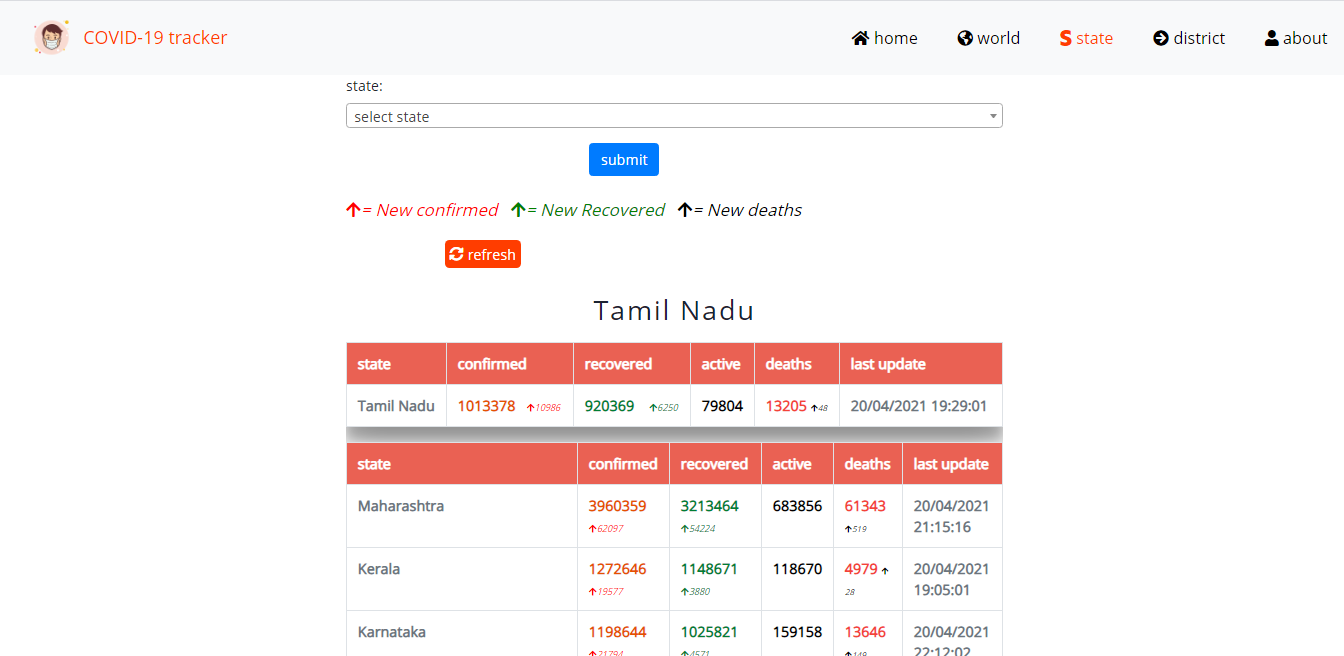 COVID-19 tracker home world S state district about
state:
select state
submit
= New confirmed = New Recovered = New deaths
refresh
Tamil Nadu
state confirmed recovered active deaths last update
Tamil Nadu 1013378 10986 920369 6250 79804 13205 48 20/04/2021 19:29:01
state confirmed recovered active deaths last update
Maharashtra 3960359 3213464 683856 61343 20/04/2021
62097 54224 519 21:15:16
Kerala 1272646 1148671 118670 4979 20/04/2021
19577 3880 28 19:05:01
Karnataka 1198644 1025821 159158 13646 20/04/2021
21794 4571 149 22:12:02